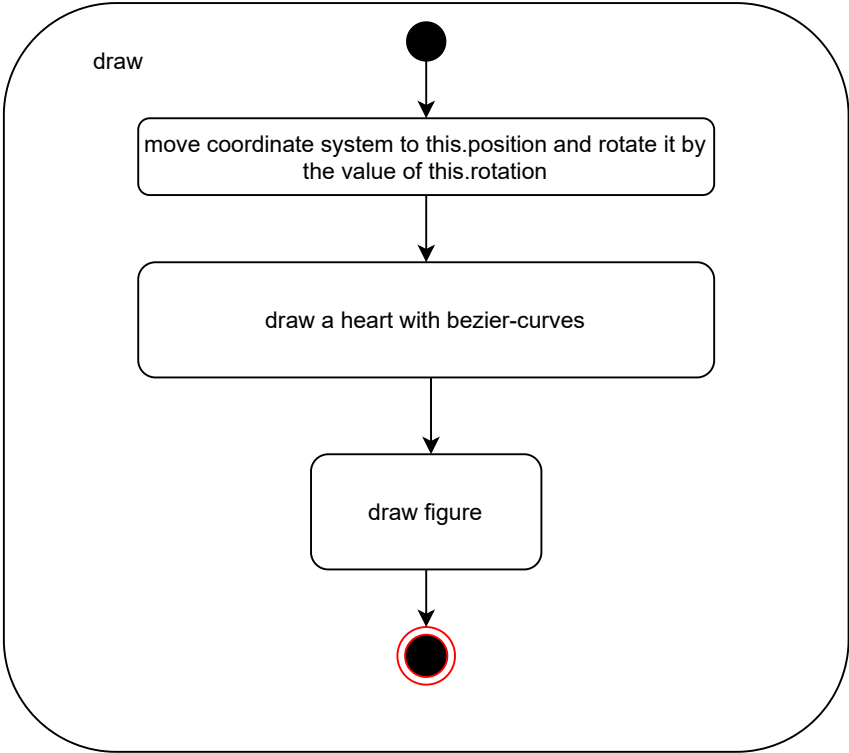 draw
move coordinate system to this.position and rotate it by
the value of this.rotation
draw a heart with bezier-curves
draw figure